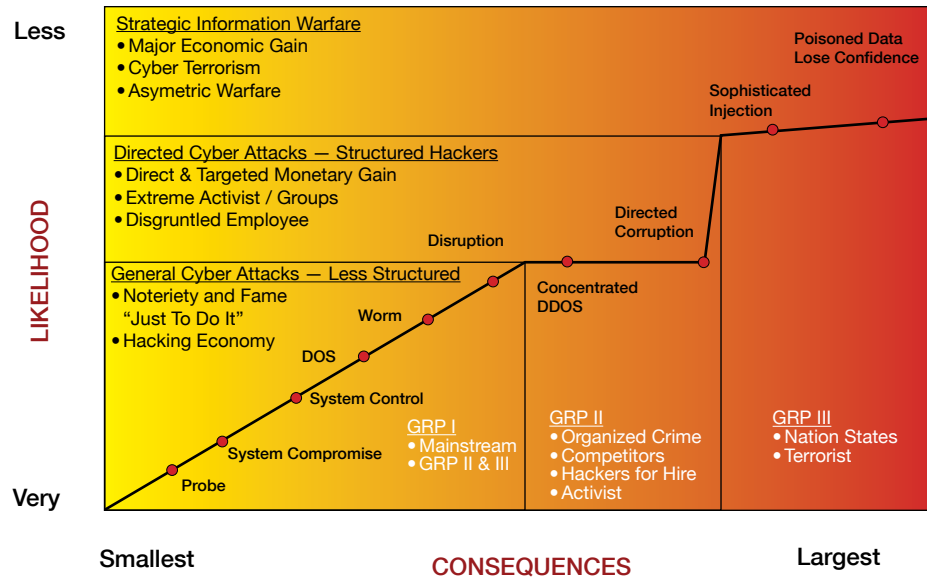 Less
Strategic Information Warfare
• Major Economic Gain
• Cyber Terrorism
• Asymetric Warfare
Poisoned Data
Lose Confidence
Sophisticated
Injection
Directed Cyber Attacks — Structured Hackers
• Direct & Targeted Monetary Gain
• Extreme Activist / Groups
• Disgruntled Employee
Directed
Corruption
Disruption
LIKELIHOOD
General Cyber Attacks — Less Structured
• Noteriety and Fame
“Just To Do It”
• Hacking Economy
Concentrated
DDOS
Worm
DOS
System Control
System Compromise
Probe
GRP I
• Mainstream
• GRP II & III
GRP II
• Organized Crime
• Competitors
• Hackers for Hire
• Activist
GRP III
• Nation States
• Terrorist
Very
Smallest
CONSEQUENCES
Largest